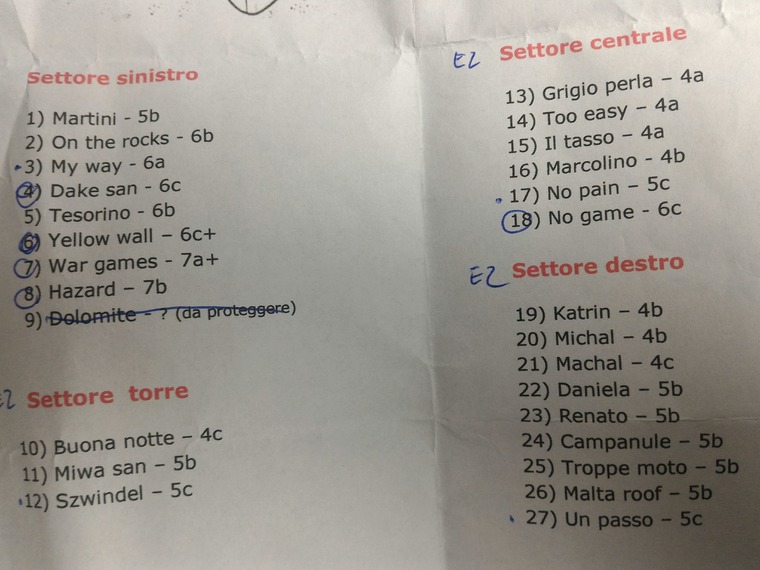 Settore sinistro
1) Martini - 5b
2) On the rocks - 6b
3) My way - 6a
4) Dake san - 6c
5) Tesorino - 6b
6) Yellow wall – 6c+
7) War games - 7a+
8) Hazard – 7b
9) Dolomite - ? (da proteggere)
EZ Settore torre
10) Buona notte – 4c
11) Miwa san – 5b
12) Szwindel – 5c
EZ Settore centrale
13) Grigio perla – 4a
14) Too easy – 4a
15) Il tasso – 4a
16) Marcolino - 4b
17) No pain – 5c
18) No game - 6c
EZ Settore destro
19) Katrin – 4b
20) Michal – 4b
21) Machal – 4c
22) Daniela – 5b
23) Renato – 5b
24) Campanule – 5b
25) Troppe moto – 5b
26) Malta roof – 5b
27) Un passo – 5c